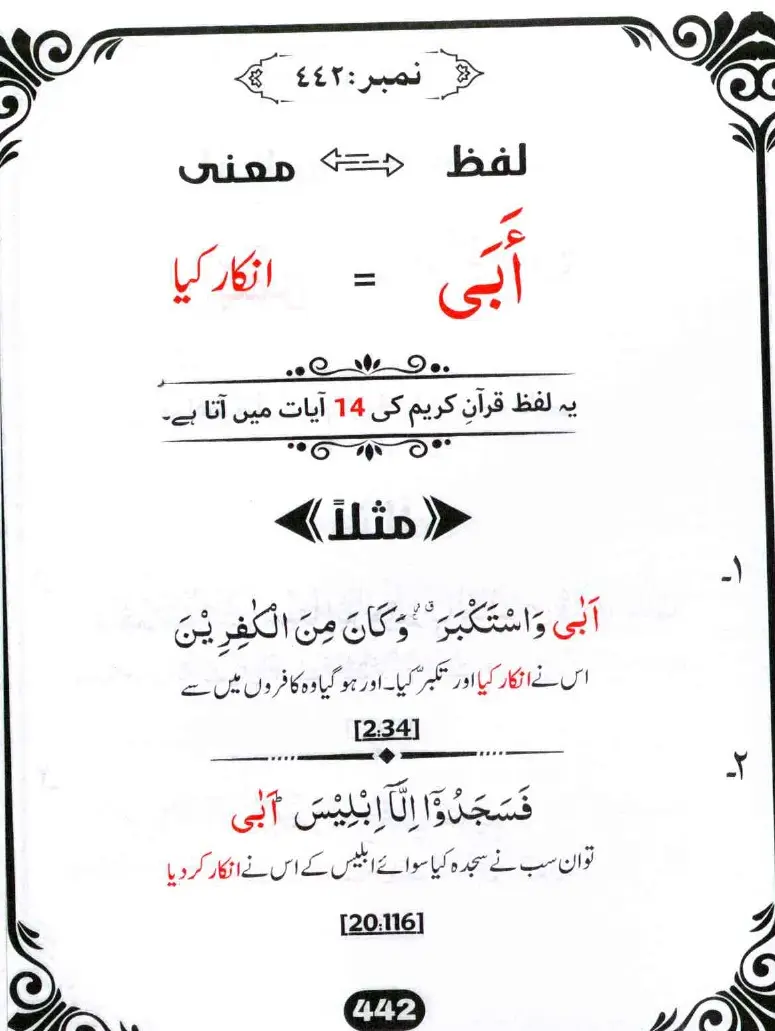 نمبر:٤٤٢
لفظ معنی
أَبَى = انکار کیا
یہ لفظ قرآنِ کریم کی 14 آیات میں آتا ہے۔
مثلاً
١۔
اَبٰى وَاسْتَكْبَرَ ۖق وَكَانَ مِنَ الْكٰفِرِيْنَ
اس نے انکار کیا اور تکبّر کیا۔ اور ہو گیا وہ کافروں میں سے
[2:34]
٢۔
فَسَجَدُوْٓا اِلَّآ اِبْلِيْسَ ؕ اَبٰى
تو ان سب نے سجدہ کیا سوائے ابلیس کے اس نے انکار کر دیا
[20:116]
442